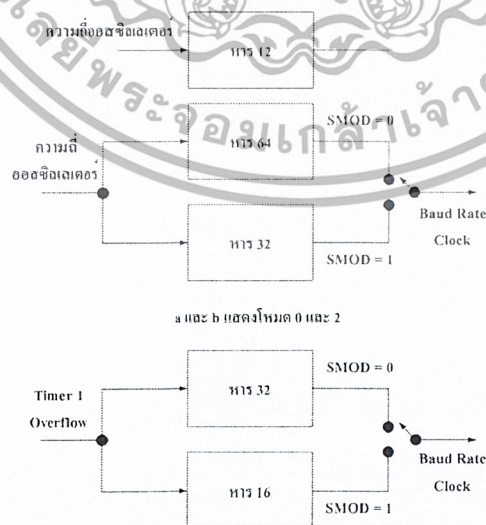 ความถี่ออสซิลเลเตอร์
หาร 12
หาร 64
SMOD = 0
ความถี่
ออสซิลเลเตอร์
Baud Rate
Clock
หาร 32
SMOD = 1
a และ b แสดงโหมด 0 และ 2
หาร 32
SMOD = 0
Timer 1
Overflow
Baud Rate
Clock
หาร 16
SMOD = 1